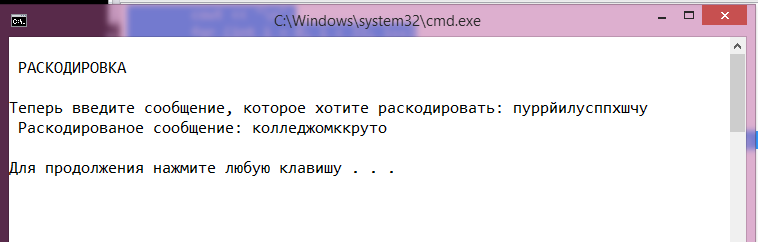 C:\Windows\system32\cmd.exe
РАСКОДИРОВКА
Теперь введите сообщение, которое хотите раскодировать: пуррйилусппхшчу
Раскодированое сообщение: колледжомккруто
Для продолжения нажмите любую клавишу . . .